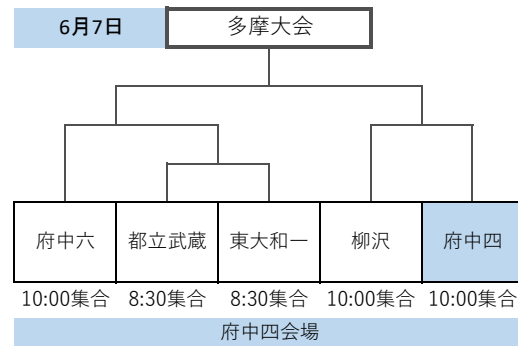 6月7日 多摩大会
府中六 都立武蔵 東大和一 柳沢 府中四
10:00集合 8:30集合 8:30集合 10:00集合 10:00集合
府中四会場